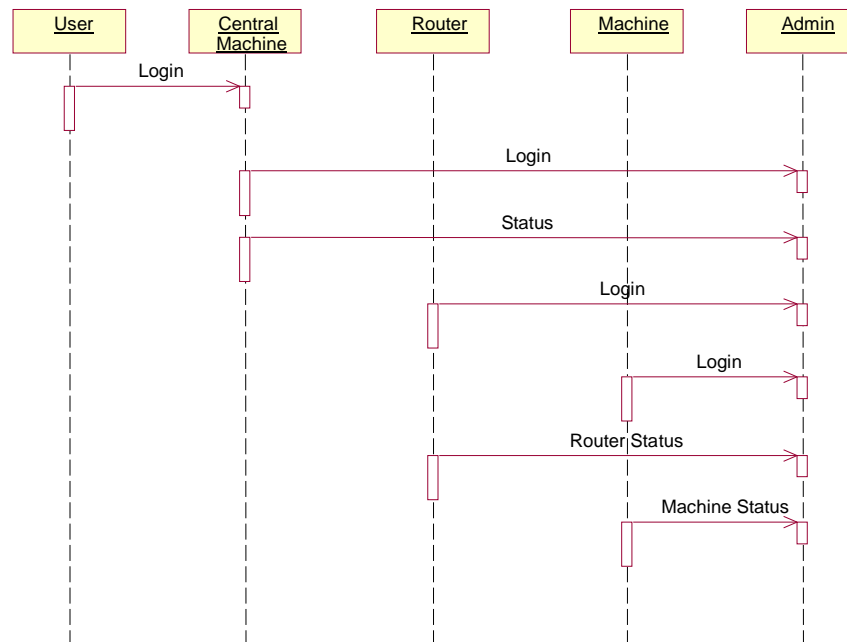 User
Central
Machine
Router
Machine
Admin
Login
Login
Status
Login
Login
Router Status
Machine Status